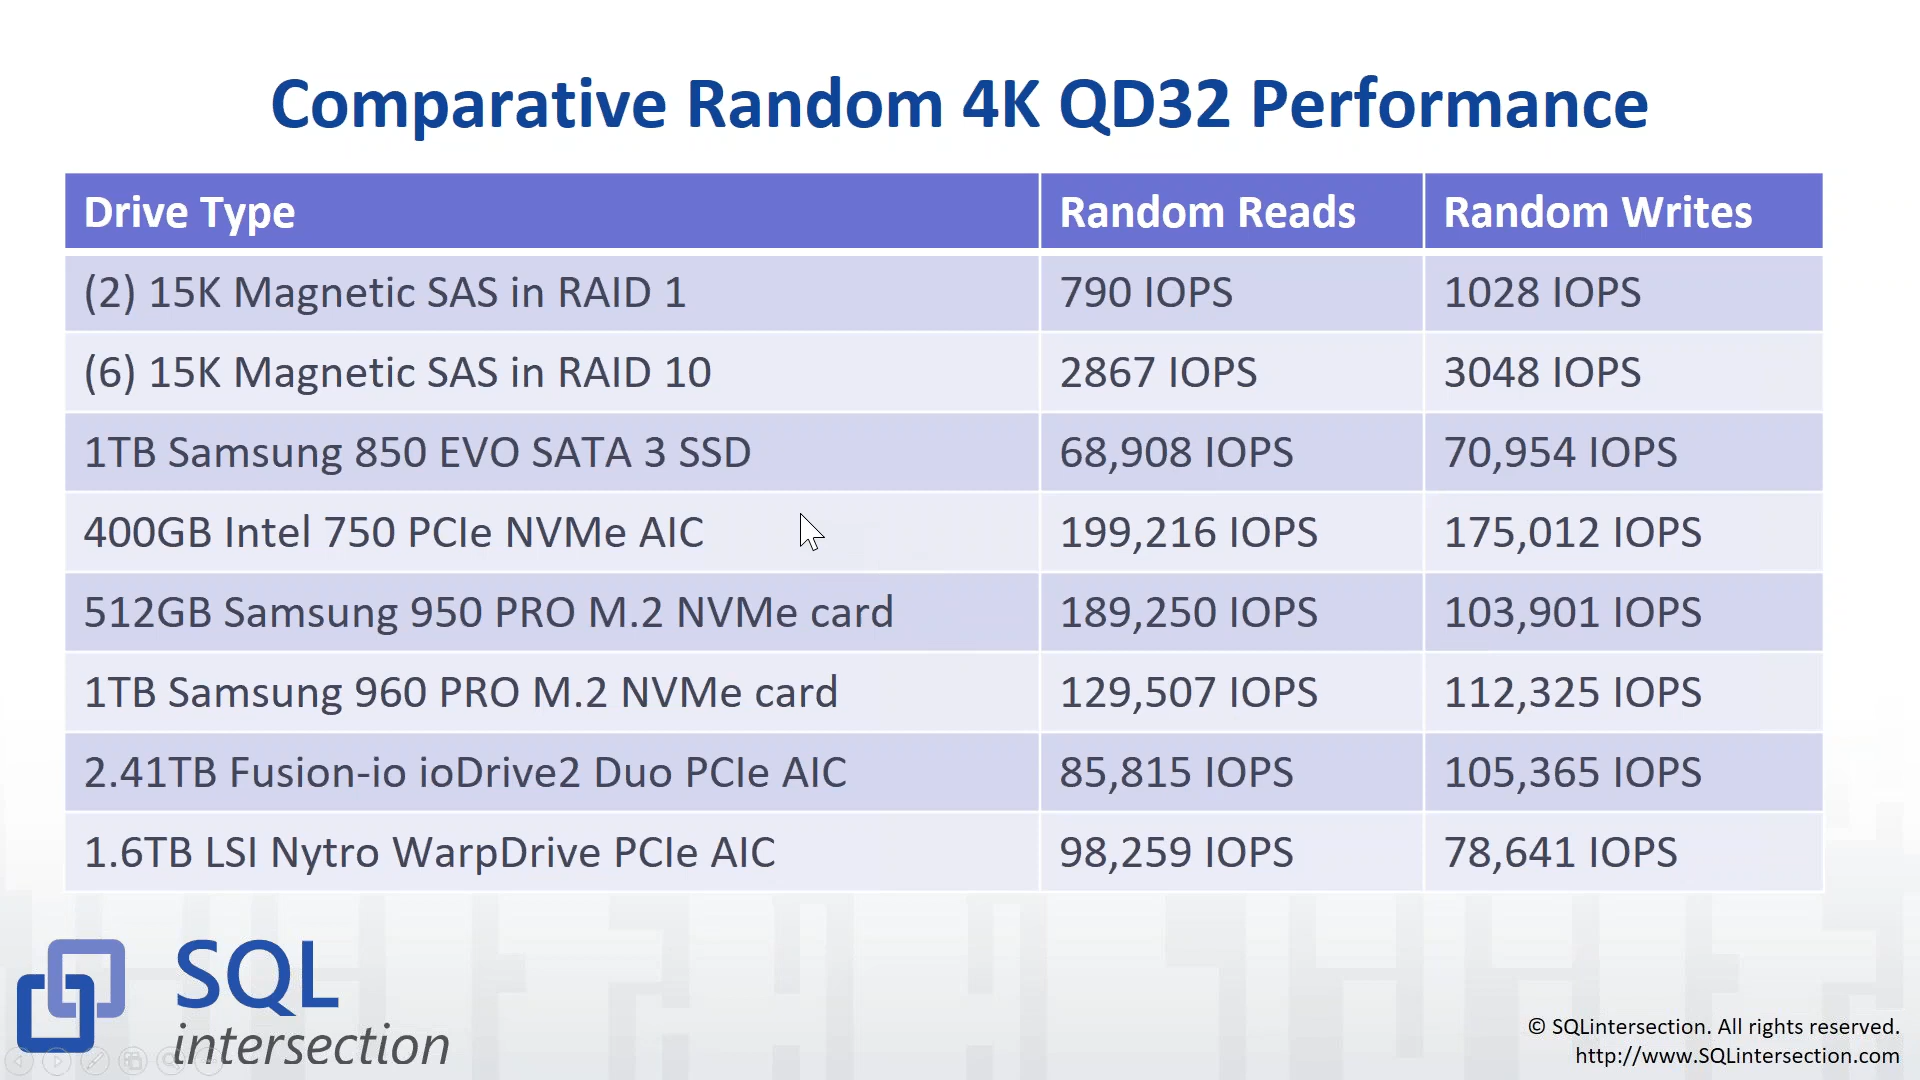 Comparative Random 4K QD32 Performance
Drive Type Random Reads Random Writes
(2) 15K Magnetic SAS in RAID 1 790 IOPS 1028 IOPS
(6) 15K Magnetic SAS in RAID 10 2867 IOPS 3048 IOPS
1TB Samsung 850 EVO SATA 3 SSD 68,908 IOPS 70,954 IOPS
400GB Intel 750 PCIe NVMe AIC 199,216 IOPS 175,012 IOPS
512GB Samsung 950 PRO M.2 NVMe card 189,250 IOPS 103,901 IOPS
1TB Samsung 960 PRO M.2 NVMe card 129,507 IOPS 112,325 IOPS
2.41TB Fusion-io ioDrive2 Duo PCIe AIC 85,815 IOPS 105,365 IOPS
1.6TB LSI Nytro WarpDrive PCIe AIC 98,259 IOPS 78,641 IOPS
SQL
intersection
© SQLintersection. All rights reserved.
http://www.SQLintersection.com